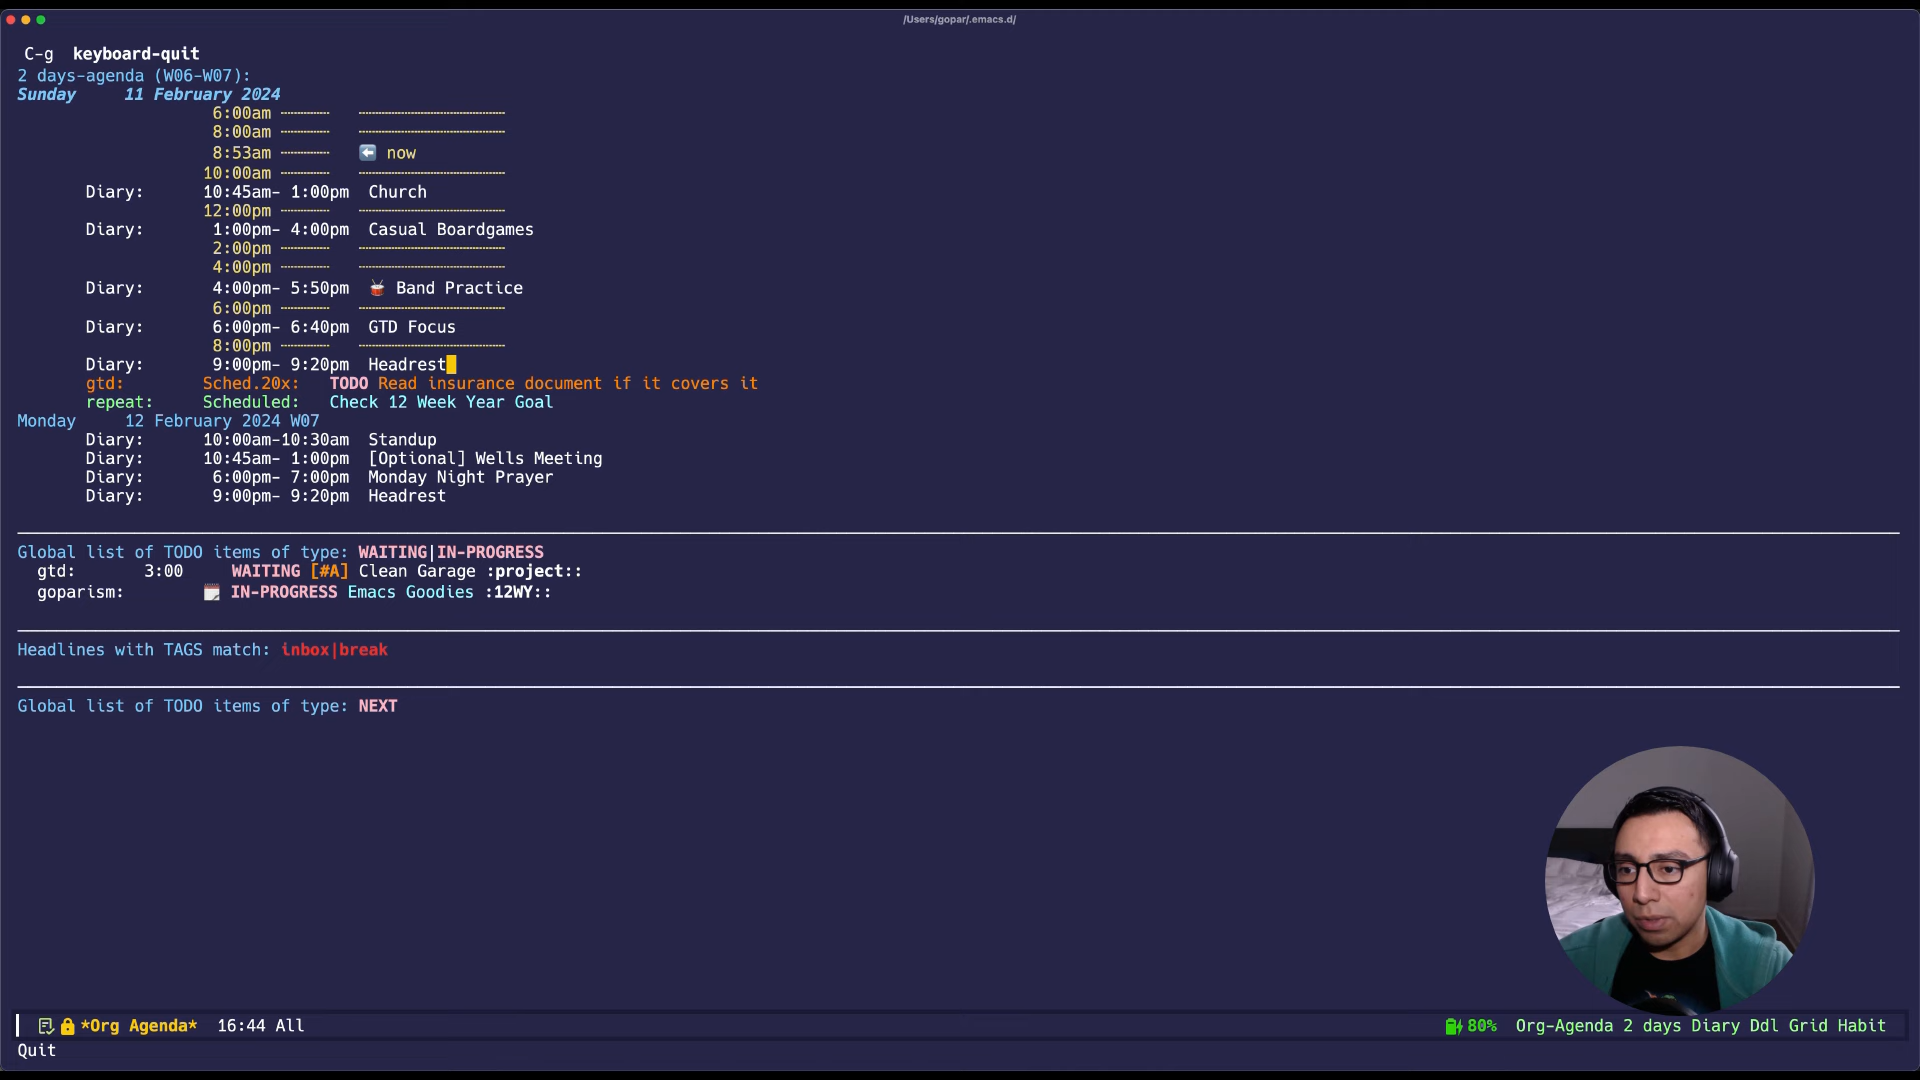 /Users/gopar/.emacs.d/
C-g keyboard-quit
2 days-agenda (W06-W07):
Sunday 11 February 2024
6:00am
8:00am
8:53am now
10:00am
Diary: 10:45am- 1:00pm Church
12:00pm
Diary: 1:00pm- 4:00pm Casual Boardgames
2:00pm
4:00pm
Diary: 4:00pm- 5:50pm Band Practice
6:00pm
Diary: 6:00pm- 6:40pm GTD Focus
8:00pm
Diary: 9:00pm- 9:20pm Headrest
gtd: Sched.20x: TODO Read insurance document if it covers it
repeat: Scheduled: Check 12 Week Year Goal
Monday 12 February 2024 W07
Diary: 10:00am-10:30am Standup
Diary: 10:45am- 1:00pm [Optional] Wells Meeting
Diary: 6:00pm- 7:00pm Monday Night Prayer
Diary: 9:00pm- 9:20pm Headrest
Global list of TODO items of type: WAITING|IN-PROGRESS
gtd: 3:00 WAITING [#A] Clean Garage :project::
goparism: IN-PROGRESS Emacs Goodies :12WY::
Headlines with TAGS match: inbox|break
Global list of TODO items of type: NEXT
*Org Agenda* 16:44 All 80% Org-Agenda 2 days Diary Ddl Grid Habit
Quit